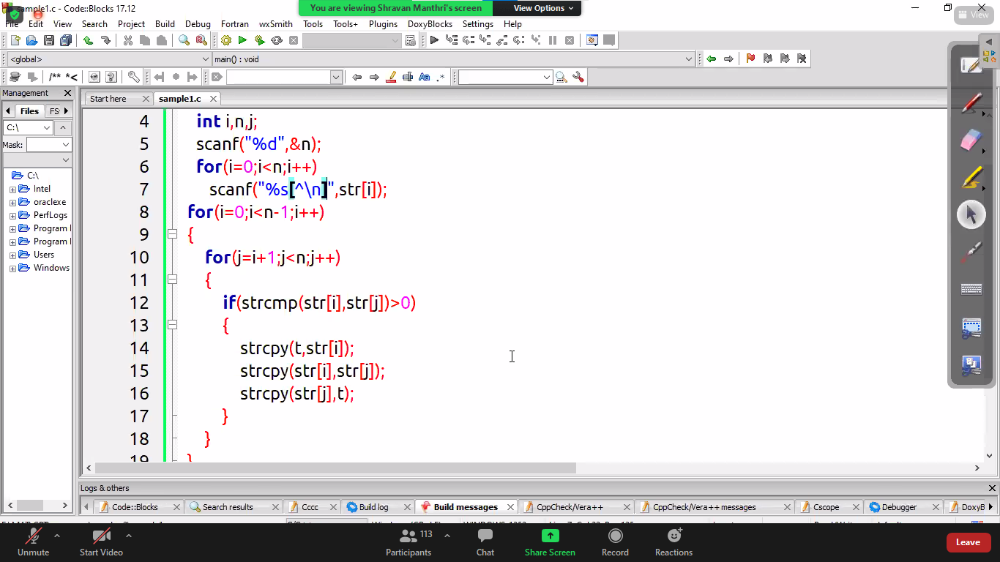 sample1.c - Code::Blocks 17.12
You are viewing Shravan Manthri's screen
View Options
View
File Edit View Search Project Build Debug Fortran wxSmith Tools Tools+ Plugins DoxyBlocks Settings Help
<global>
main() : void
/** *<
Aa .*
Management
Start here
sample1.c
Files FS
C:\
Mask:
C:\
Intel
oraclexe
PerfLogs
Program
Program
Users
Windows
4 int i,n,j;
5 scanf("%d",&n);
6 for(i=0;i<n;i++)
7 scanf("%s[^\n]",str[i]);
8 for(i=0;i<n-1;i++)
9 {
10 for(j=i+1;j<n;j++)
11 {
12 if(strcmp(str[i],str[j])>0)
13 {
14 strcpy(t,str[i]);
15 strcpy(str[i],str[j]);
16 strcpy(str[j],t);
17 }
18 }
19 }
Logs & others
Code::Blocks
Search results
Cccc
Build log
Build messages
CppCheck/Vera++
CppCheck/Vera++ messages
Cscope
Debugger
DoxyB
Unmute
Start Video
Participants
113
Chat
Share Screen
Record
Reactions
Leave